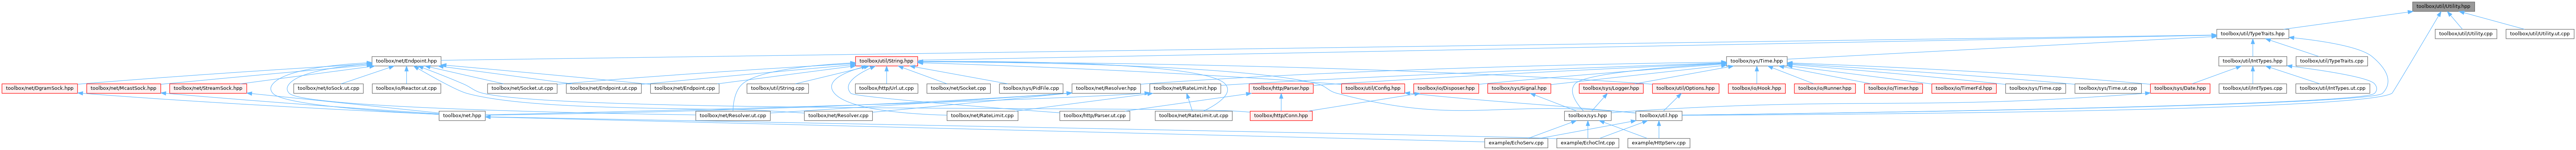 toolbox/util/Utility.hpp
toolbox/util/TypeTraits.hpp
toolbox/util/Utility.cpp
toolbox/util/Utility.ut.cpp
toolbox/net/Endpoint.hpp
toolbox/util/String.hpp
toolbox/sys/Time.hpp
toolbox/util/IntTypes.hpp
toolbox/util/TypeTraits.cpp
toolbox/net/DgramSock.hpp
toolbox/net/McastSock.hpp
toolbox/net/StreamSock.hpp
toolbox/net/IoSock.ut.cpp
toolbox/io/Reactor.ut.cpp
toolbox/net/Socket.ut.cpp
toolbox/net/Endpoint.ut.cpp
toolbox/net/Endpoint.cpp
toolbox/util/String.cpp
toolbox/http/Url.ut.cpp
toolbox/net/Socket.cpp
toolbox/sys/PidFile.cpp
toolbox/net/Resolver.hpp
toolbox/net/RateLimit.hpp
toolbox/http/Parser.hpp
toolbox/util/Config.hpp
toolbox/io/Disposer.hpp
toolbox/sys/Signal.hpp
toolbox/sys/Logger.hpp
toolbox/util/Options.hpp
toolbox/io/Hook.hpp
toolbox/io/Runner.hpp
toolbox/io/Timer.hpp
toolbox/io/TimerFd.hpp
toolbox/sys/Time.cpp
toolbox/sys/Time.ut.cpp
toolbox/sys/Date.hpp
toolbox/util/IntTypes.cpp
toolbox/util/IntTypes.ut.cpp
toolbox/net.hpp
toolbox/net/Resolver.ut.cpp
toolbox/net/Resolver.cpp
toolbox/net/RateLimit.cpp
toolbox/http/Parser.ut.cpp
toolbox/net/RateLimit.ut.cpp
toolbox/http/Conn.hpp
toolbox/sys.hpp
toolbox/util.hpp
example/EchoServ.cpp
example/EchoClnt.cpp
example/HttpServ.cpp